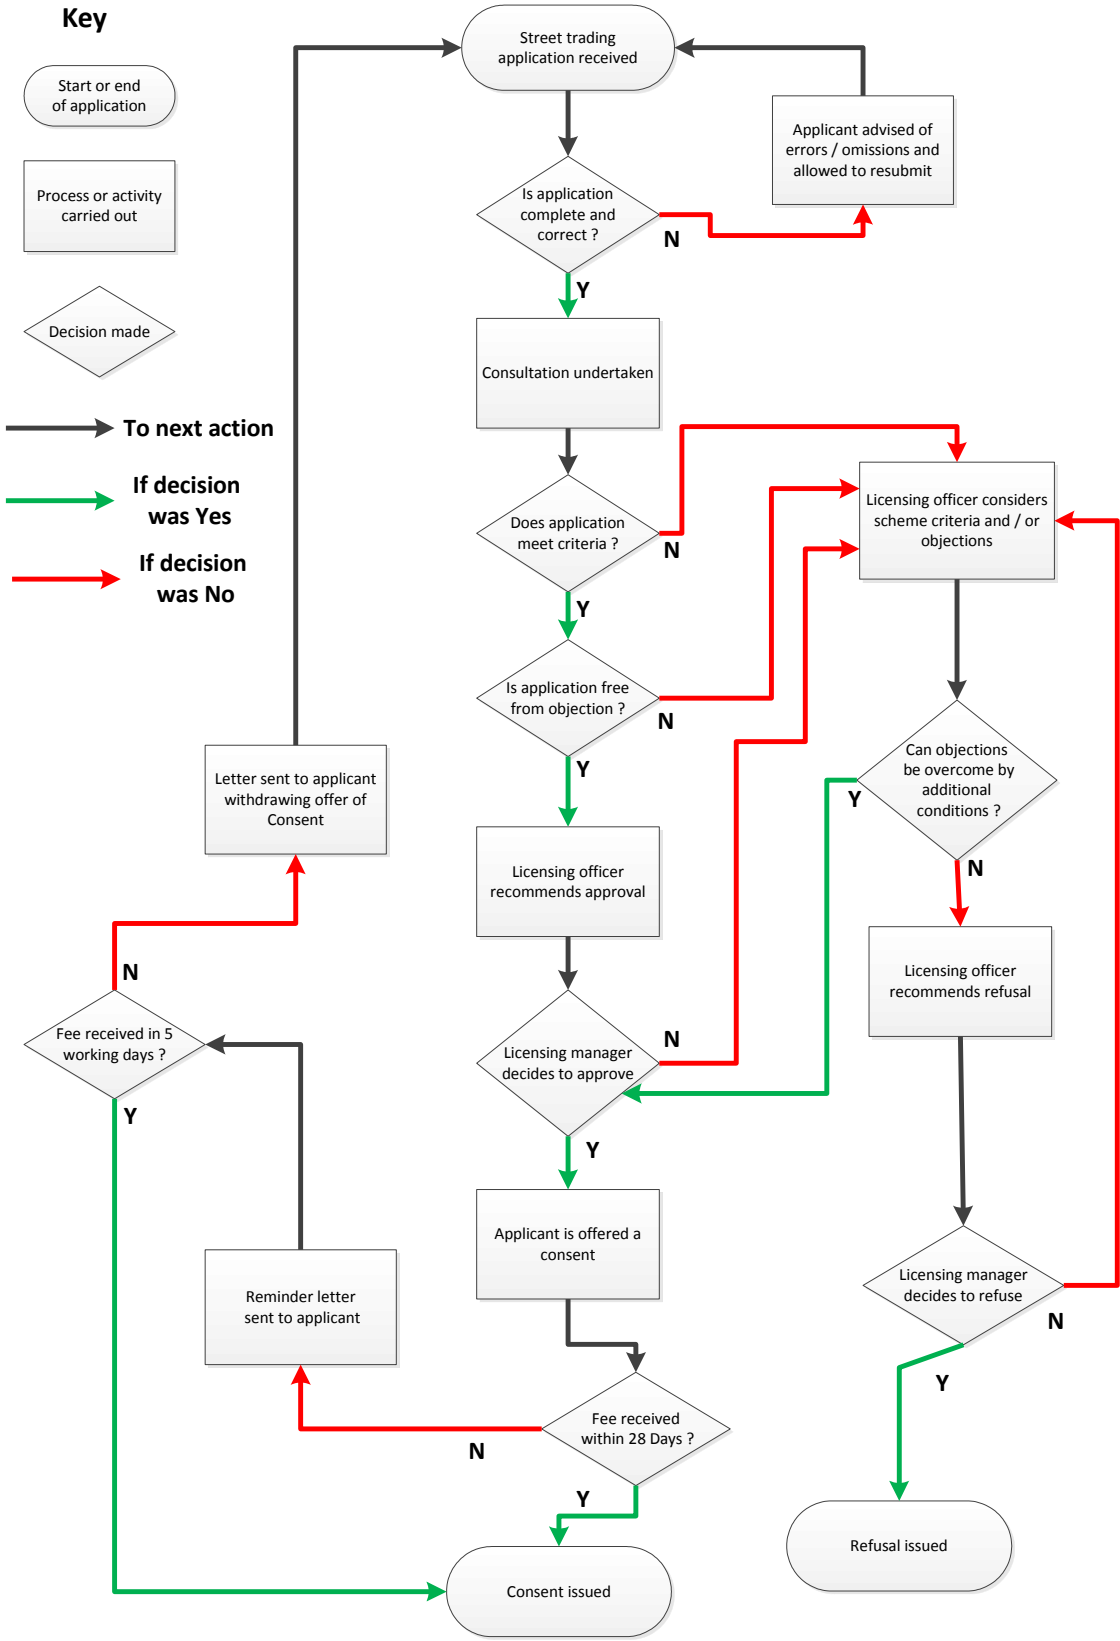 Key
Start or end
of application
Process or activity
carried out
Decision made
To next action
If decision
was Yes
If decision
was No
Street trading
application received
Applicant advised of
errors / omissions and
allowed to resubmit
Is application
complete and
correct ?
N
Y
Consultation undertaken
Does application
meet criteria ?
N
Y
Licensing officer considers
scheme criteria and / or
objections
Is application free
from objection ?
N
Y
Can objections
be overcome by
additional
conditions ?
Y
N
Letter sent to applicant
withdrawing offer of
Consent
Licensing officer
recommends approval
Licensing officer
recommends refusal
N
Fee received in 5
working days ?
Y
Licensing manager
decides to approve
N
Y
Applicant is offered a
consent
Reminder letter
sent to applicant
Licensing manager
decides to refuse
N
Y
Fee received
within 28 Days ?
N
Y
Refusal issued
Consent issued